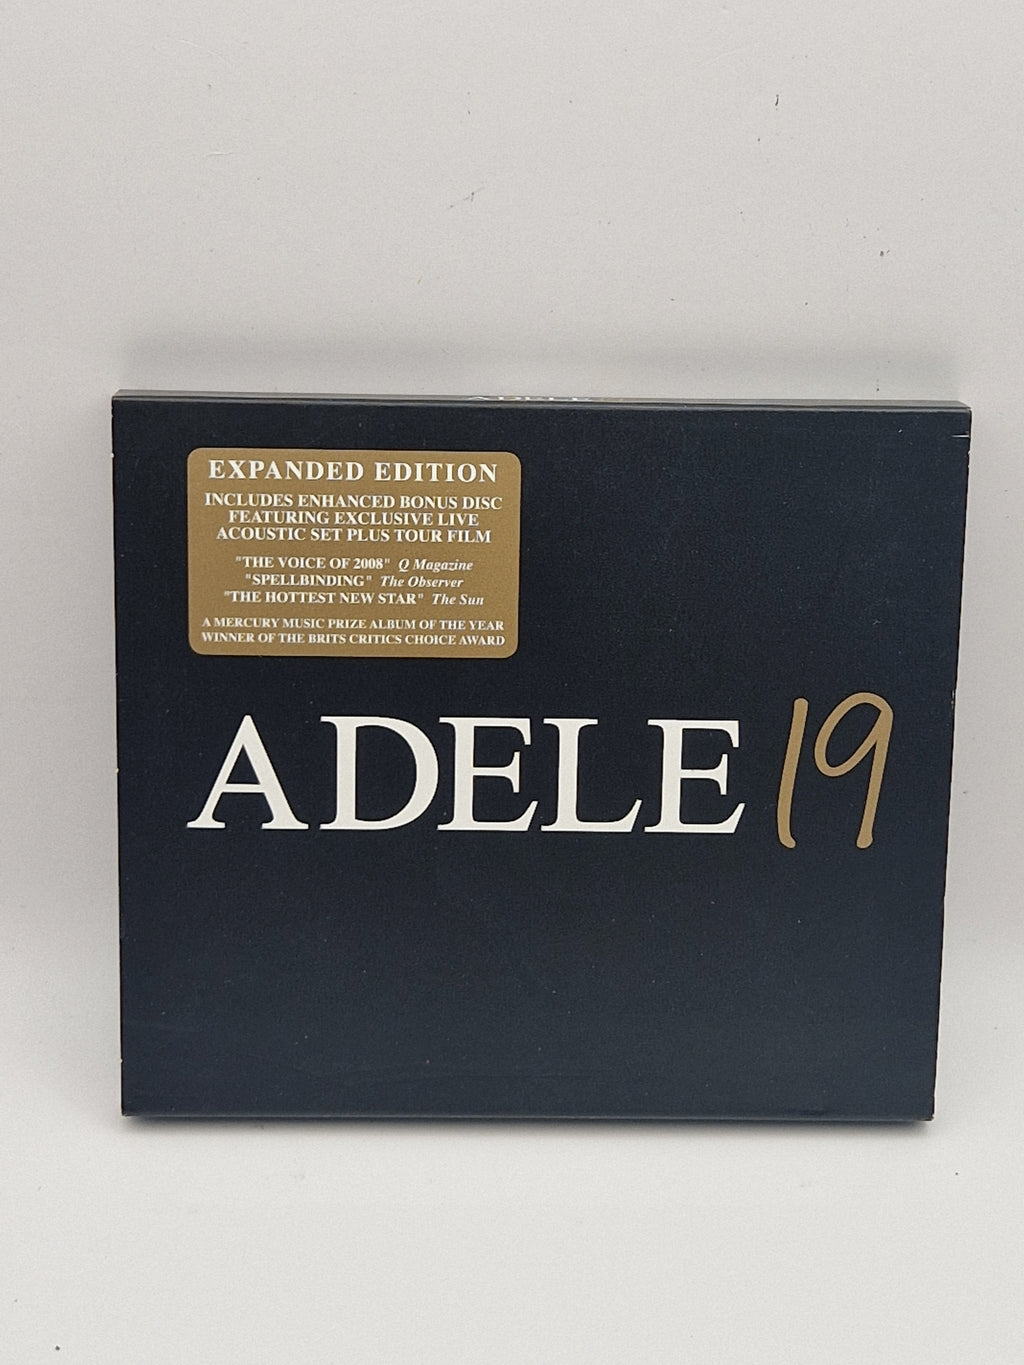 ADELE
EXPANDED EDITION
INCLUDES ENHANCED BONUS DISC
FEATURING EXCLUSIVE LIVE
ACOUSTIC SET PLUS TOUR FILM
"THE VOICE OF 2008" Q Magazine
"SPELLBINDING" The Observer
"THE HOTTEST NEW STAR" The Sun
A MERCURY MUSIC PRIZE ALBUM OF THE YEAR
WINNER OF THE BRITS CRITICS CHOICE AWARD
ADELE 19